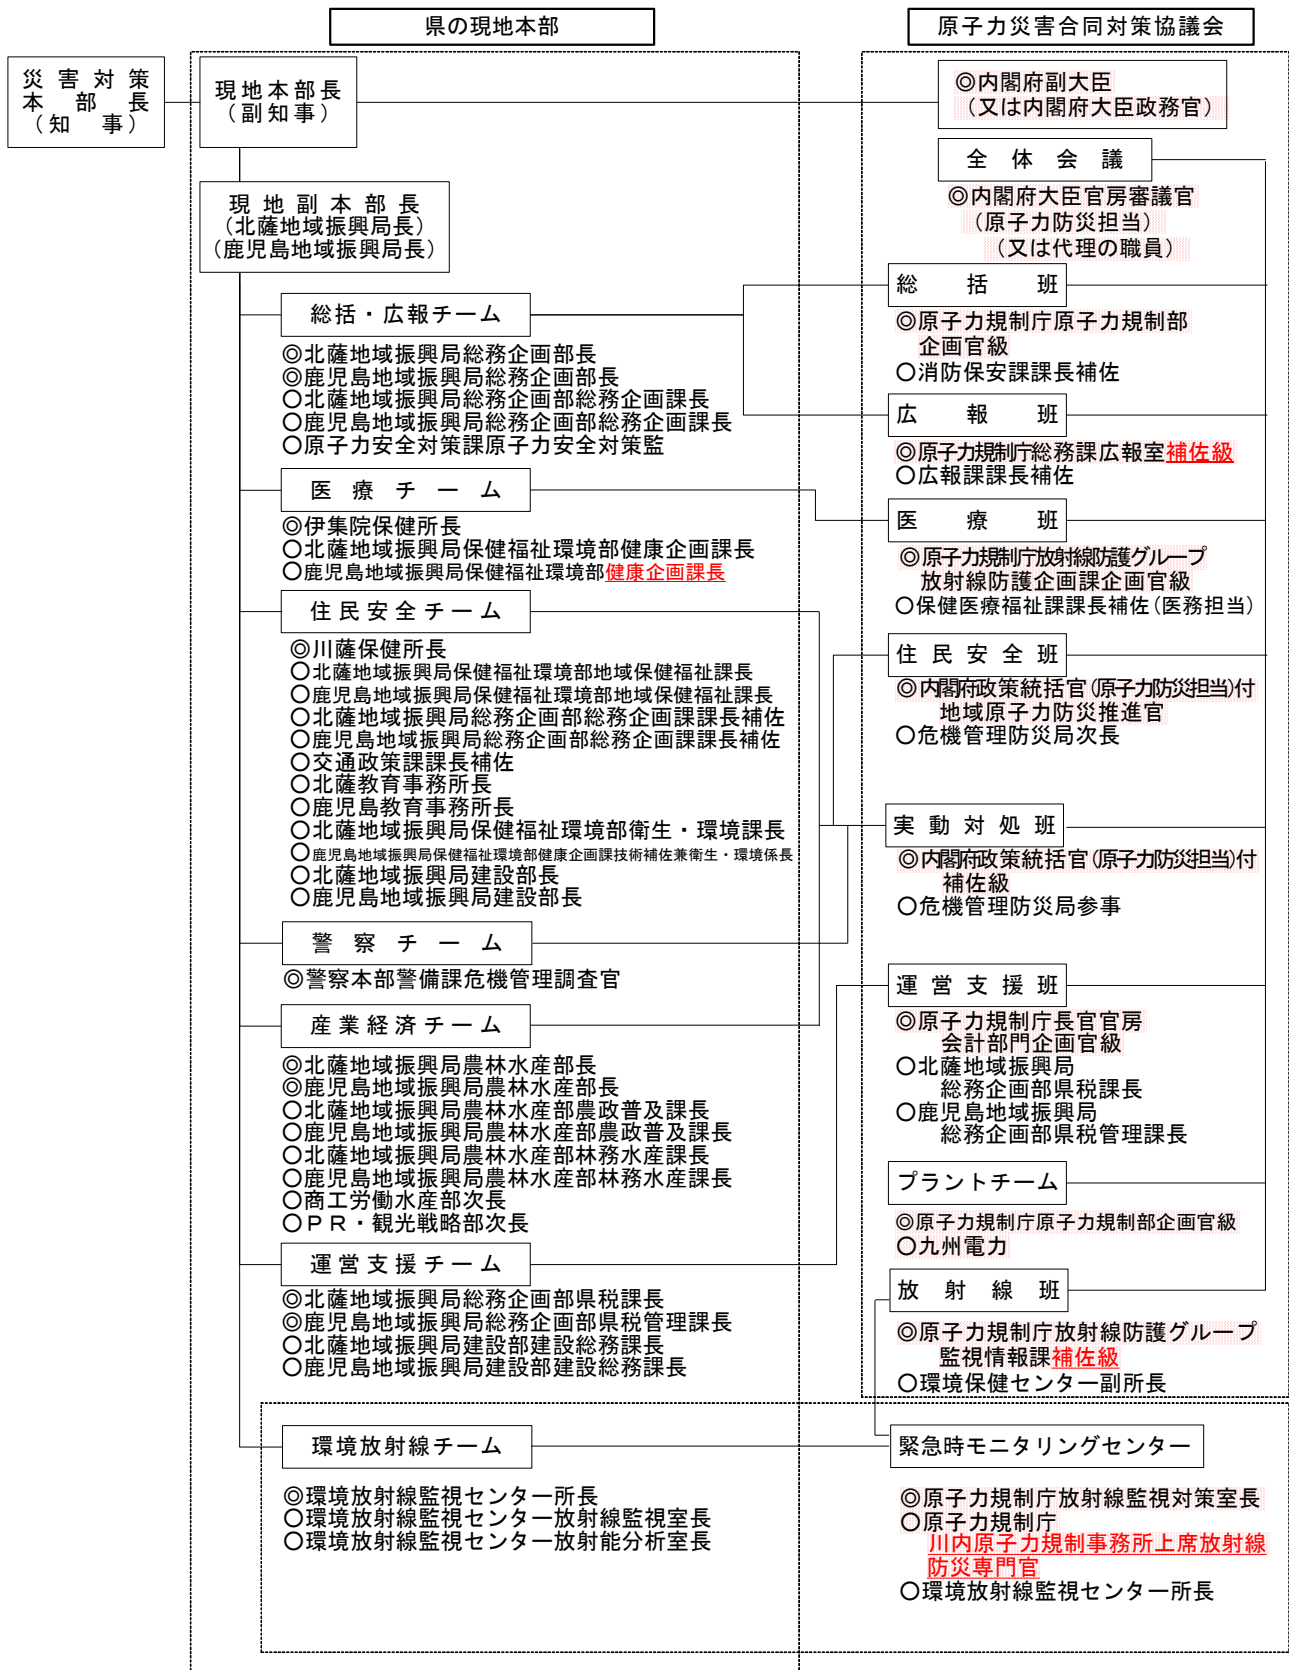 県の現地本部
原子力災害合同対策協議会
災害対策
本部長
（知事）
現地本部長
（副知事）
◎内閣府副大臣
（又は内閣府大臣政務官）
全体会議
◎内閣府大臣官房審議官
（原子力防災担当）
（又は代理の職員）
現地副本部長
（北薩地域振興局長）
（鹿児島地域振興局長）
総括・広報チーム
◎北薩地域振興局総務企画部長
◎鹿児島地域振興局総務企画部長
○北薩地域振興局総務企画部総務企画課長
○鹿児島地域振興局総務企画部総務企画課長
○原子力安全対策課原子力安全対策監
医療チーム
◎伊集院保健所長
○北薩地域振興局保健福祉環境部健康企画課長
○鹿児島地域振興局保健福祉環境部健康企画課長
住民安全チーム
◎川薩保健所長
○北薩地域振興局保健福祉環境部地域保健福祉課長
○鹿児島地域振興局保健福祉環境部地域保健福祉課長
○北薩地域振興局総務企画部総務企画課課長補佐
○鹿児島地域振興局総務企画部総務企画課課長補佐
○交通政策課課長補佐
○北薩教育事務所長
○鹿児島教育事務所長
○北薩地域振興局保健福祉環境部衛生・環境課長
○鹿児島地域振興局保健福祉環境部健康企画課技術補佐兼衛生・環境係長
○北薩地域振興局建設部長
○鹿児島地域振興局建設部長
警察チーム
◎警察本部警備課危機管理調査官
産業経済チーム
◎北薩地域振興局農林水産部長
◎鹿児島地域振興局農林水産部長
○北薩地域振興局農林水産部農政普及課長
○鹿児島地域振興局農林水産部農政普及課長
○北薩地域振興局農林水産部林務水産課長
○鹿児島地域振興局農林水産部林務水産課長
○商工労働水産部次長
○ＰＲ・観光戦略部次長
運営支援チーム
◎北薩地域振興局総務企画部県税課長
◎鹿児島地域振興局総務企画部県税管理課長
○北薩地域振興局建設部建設総務課長
○鹿児島地域振興局建設部建設総務課長
環境放射線チーム
◎環境放射線監視センター所長
○環境放射線監視センター放射線監視室長
○環境放射線監視センター放射能分析室長
総括班
◎原子力規制庁原子力規制部
企画官級
○消防保安課課長補佐
広報班
◎原子力規制庁総務課広報室補佐級
○広報課課長補佐
医療班
◎原子力規制庁放射線防護グループ
放射線防護企画課企画官級
○保健医療福祉課課長補佐（医務担当）
住民安全班
◎内閣府政策統括官（原子力防災担当）付
地域原子力防災推進官
○危機管理防災局次長
実動対処班
◎内閣府政策統括官（原子力防災担当）付
補佐級
○危機管理防災局参事
運営支援班
◎原子力規制庁長官官房
会計部門企画官級
○北薩地域振興局
総務企画部県税課長
○鹿児島地域振興局
総務企画部県税管理課長
プラントチーム
◎原子力規制庁原子力規制部企画官級
○九州電力
放射線班
◎原子力規制庁放射線防護グループ
監視情報課補佐級
○環境保健センター副所長
緊急時モニタリングセンター
◎原子力規制庁放射線監視対策室長
○原子力規制庁
川内原子力規制事務所上席放射線
防災専門官
○環境放射線監視センター所長